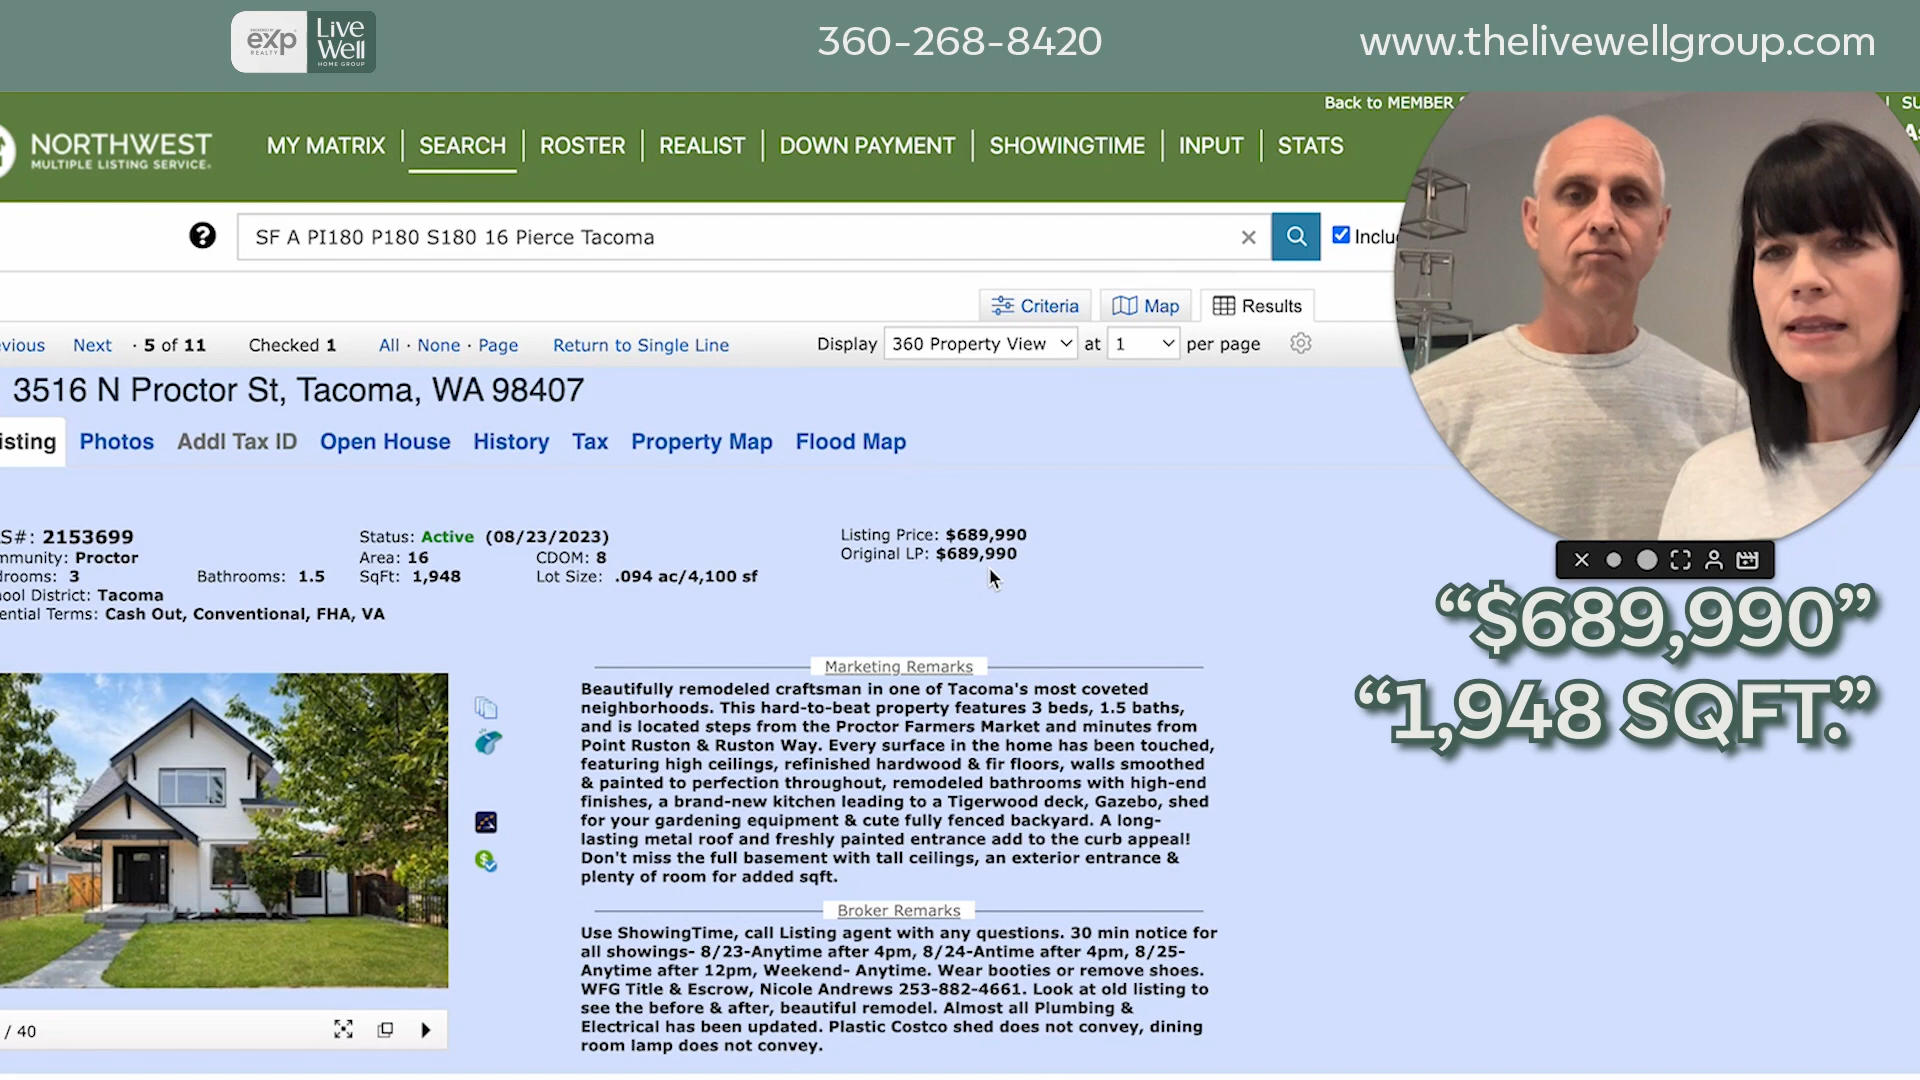 exp
REALTY
Live
Well
HOME GROUP
360-268-8420
www.thelivewellgroup.com
Back to MEMBER
SU
NORTHWEST
MULTIPLE LISTING SERVICE
MY MATRIX
SEARCH
ROSTER
REALIST
DOWN PAYMENT
SHOWINGTIME
INPUT
STATS
SF A PI180 P180 S180 16 Pierce Tacoma
Inclu
Criteria
Map
Results
vious
Next · 5 of 11
Checked 1
All · None · Page
Return to Single Line
Display 360 Property View at 1 per page
3516 N Proctor St, Tacoma, WA 98407
isting
Photos
Addl Tax ID
Open House
History
Tax
Property Map
Flood Map
S#: 2153699
Status: Active (08/23/2023)
Listing Price: $689,990
mmunity: Proctor
Area: 16
CDOM: 8
Original LP: $689,990
drooms: 3
Bathrooms: 1.5
SqFt: 1,948
Lot Size: .094 ac/4,100 sf
ool District: Tacoma
ential Terms: Cash Out, Conventional, FHA, VA
“$689,990”
“1,948 SQFT.”
Marketing Remarks
Beautifully remodeled craftsman in one of Tacoma's most coveted
neighborhoods. This hard-to-beat property features 3 beds, 1.5 baths,
and is located steps from the Proctor Farmers Market and minutes from
Point Ruston & Ruston Way. Every surface in the home has been touched,
featuring high ceilings, refinished hardwood & fir floors, walls smoothed
& painted to perfection throughout, remodeled bathrooms with high-end
finishes, a brand-new kitchen leading to a Tigerwood deck, Gazebo, shed
for your gardening equipment & cute fully fenced backyard. A long-
lasting metal roof and freshly painted entrance add to the curb appeal!
Don't miss the full basement with tall ceilings, an exterior entrance &
plenty of room for added sqft.
Broker Remarks
Use ShowingTime, call Listing agent with any questions. 30 min notice for
all showings- 8/23-Anytime after 4pm, 8/24-Antime after 4pm, 8/25-
Anytime after 12pm, Weekend- Anytime. Wear booties or remove shoes.
WFG Title & Escrow, Nicole Andrews 253-882-4661. Look at old listing to
see the before & after, beautiful remodel. Almost all Plumbing &
Electrical has been updated. Plastic Costco shed does not convey, dining
room lamp does not convey.
/ 40